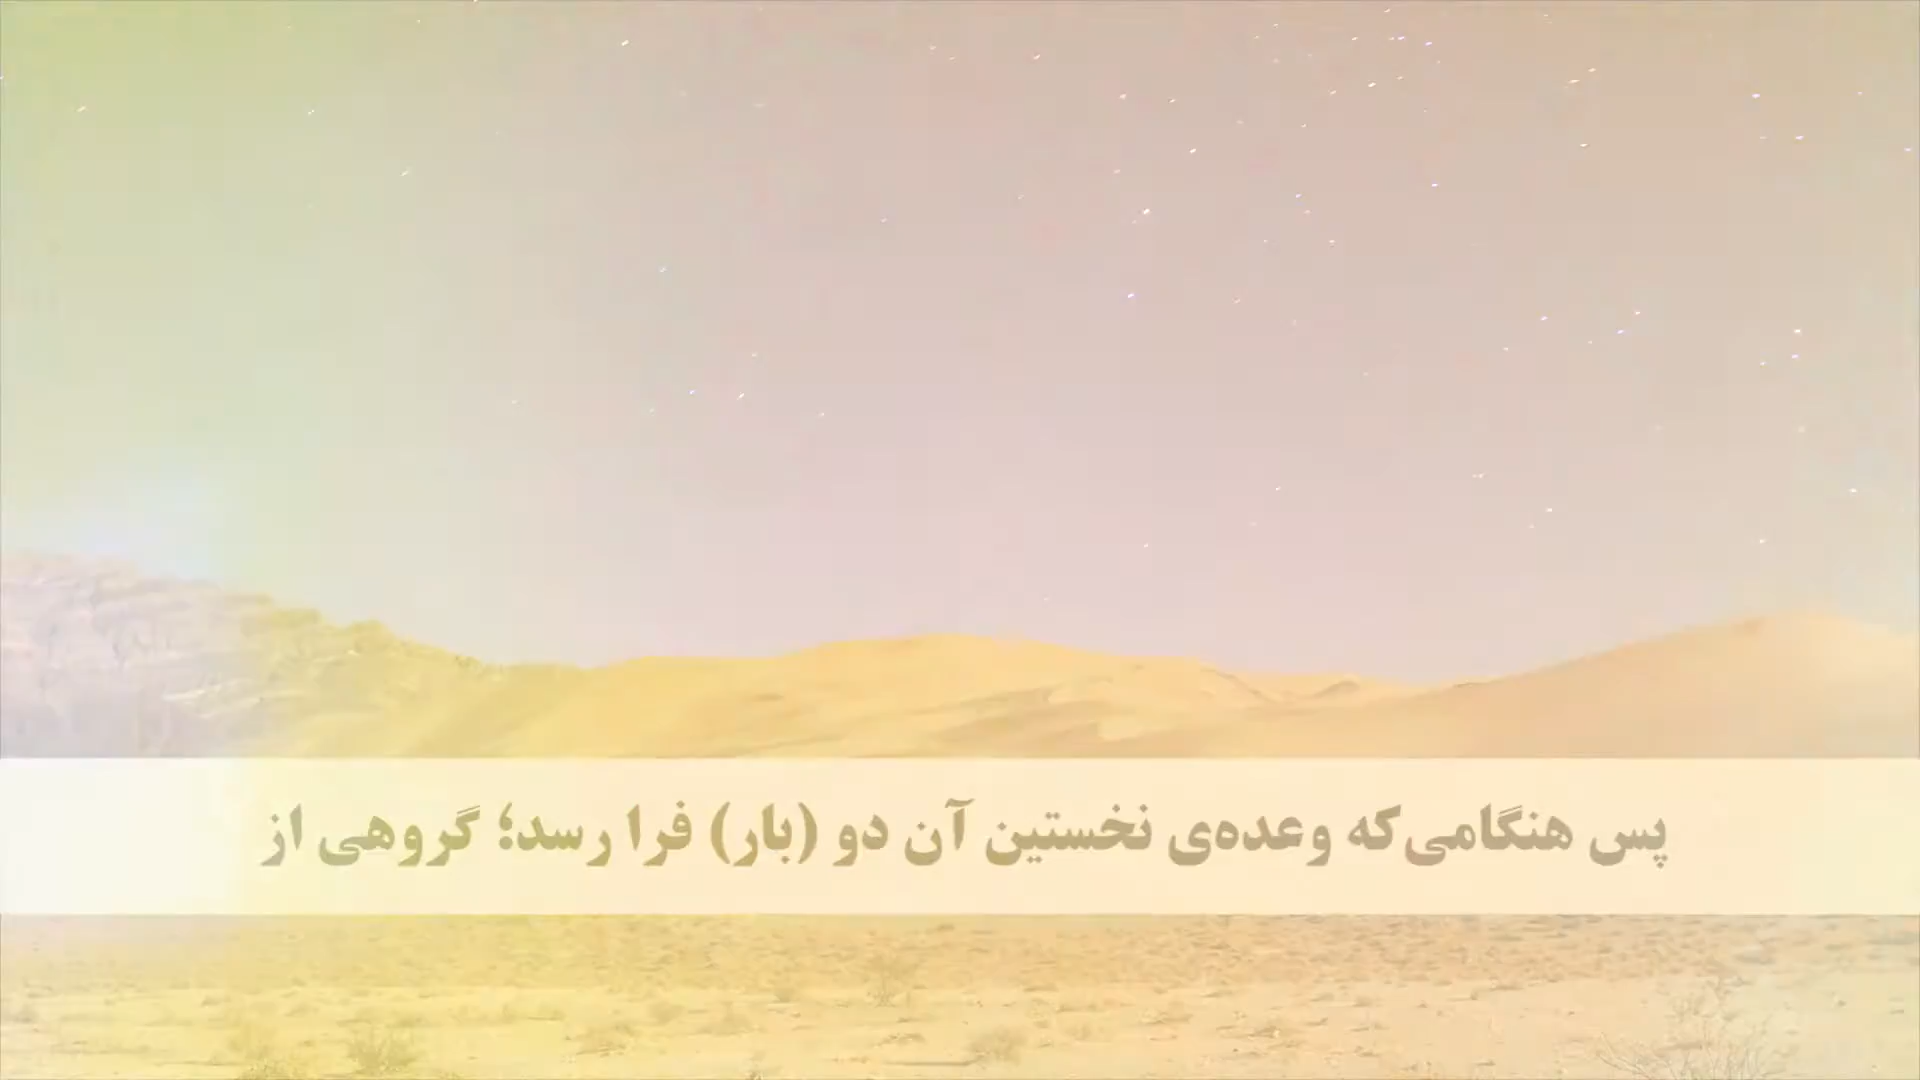 پس هنگامی‌که وعده‌ی نخستین آن دو (بار) فرا رسد؛ گروهی از